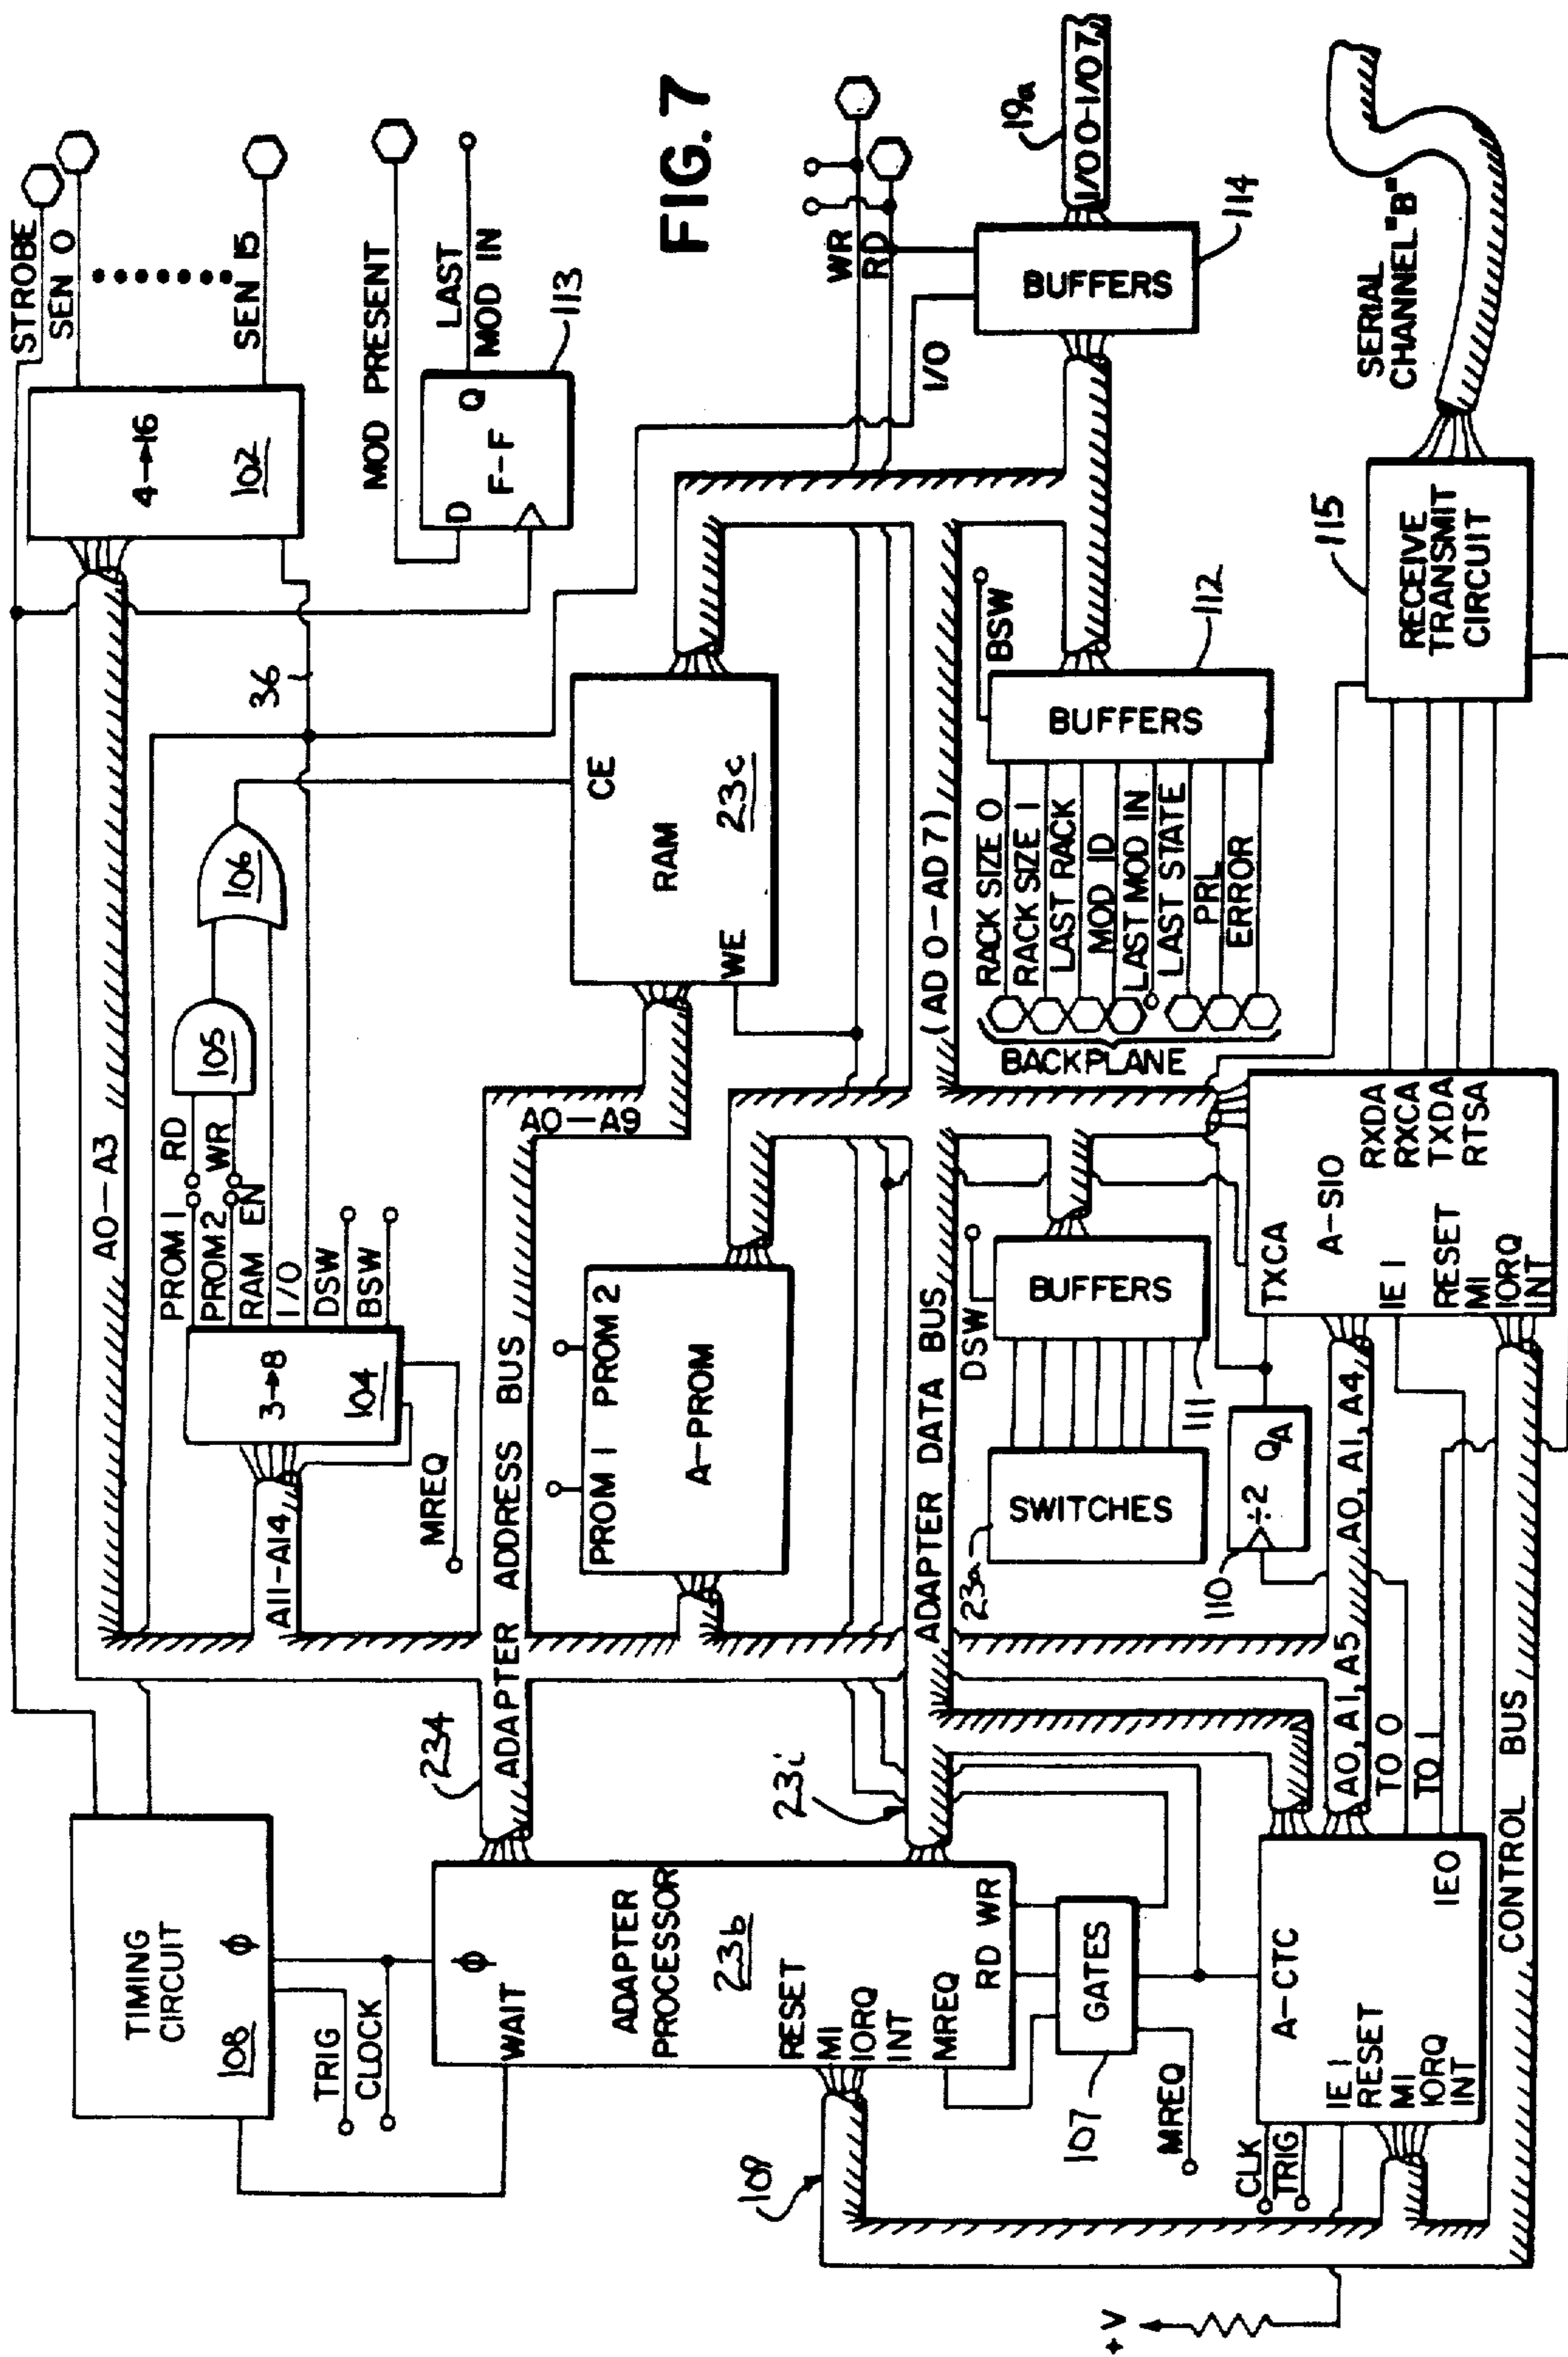 FIG. 7
TIMING
CIRCUIT
108
ϕ
TRIG
CLOCK
STROBE
SEN 0
SEN 15
4→16
102
A0—A3
36
MOD PRESENT
LAST
MOD IN
D
Q
F-F
113
A11-A14
3→8
104
MREQ
PROM 1
PROM 2
RAM EN
I/O
DSW
BSW
RD
WR
105
106
234
ADAPTER ADDRESS BUS
A0—A9
CE
RAM
23c
WE
PROM 1
PROM 2
A-PROM
WR
RD
I/O
BUFFERS
114
19a
I/O 0-I/O 7
ϕ
WAIT
ADAPTER
PROCESSOR
23b
RESET
MI
IORQ
INT
MREQ
RD
WR
23i
ADAPTER DATA BUS
(AD 0-AD 7)
GATES
107
MREQ
109
23a
SWITCHES
DSW
BUFFERS
111
BACKPLANE
RACK SIZE 0
RACK SIZE 1
LAST RACK
MOD ID
LAST MOD IN
LAST STATE
PRL
ERROR
BSW
BUFFERS
112
110
÷2
QA
CLK
TRIG
A-CTC
IE 1
RESET
MI
IORQ
INT
IEO
A0, A1, A5
A0, A1, A4
TO 0
TO 1
CONTROL BUS
TXCA
A-SIO
IE 1
RESET
MI
IORQ
INT
RXDA
RXCA
TXDA
RTSA
115
RECEIVE
TRANSMIT
CIRCUIT
SERIAL
CHANNEL "B"
+V